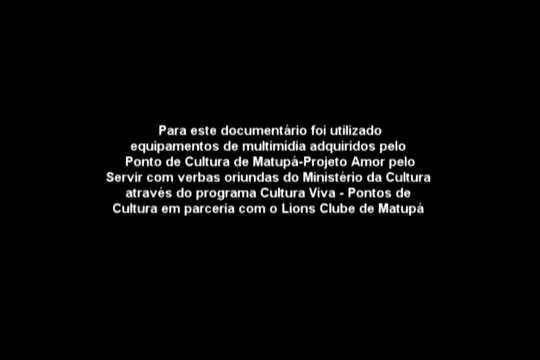 Para este documentário foi utilizado
equipamentos de multimidia adquiridos pelo
Ponto de Cultura de Matupá-Projeto Amor pelo
Servir com verbas oriundas do Ministério da Cultura
através do programa Cultura Viva - Pontos de
Cultura em parceria com o Lions Clube de Matupá